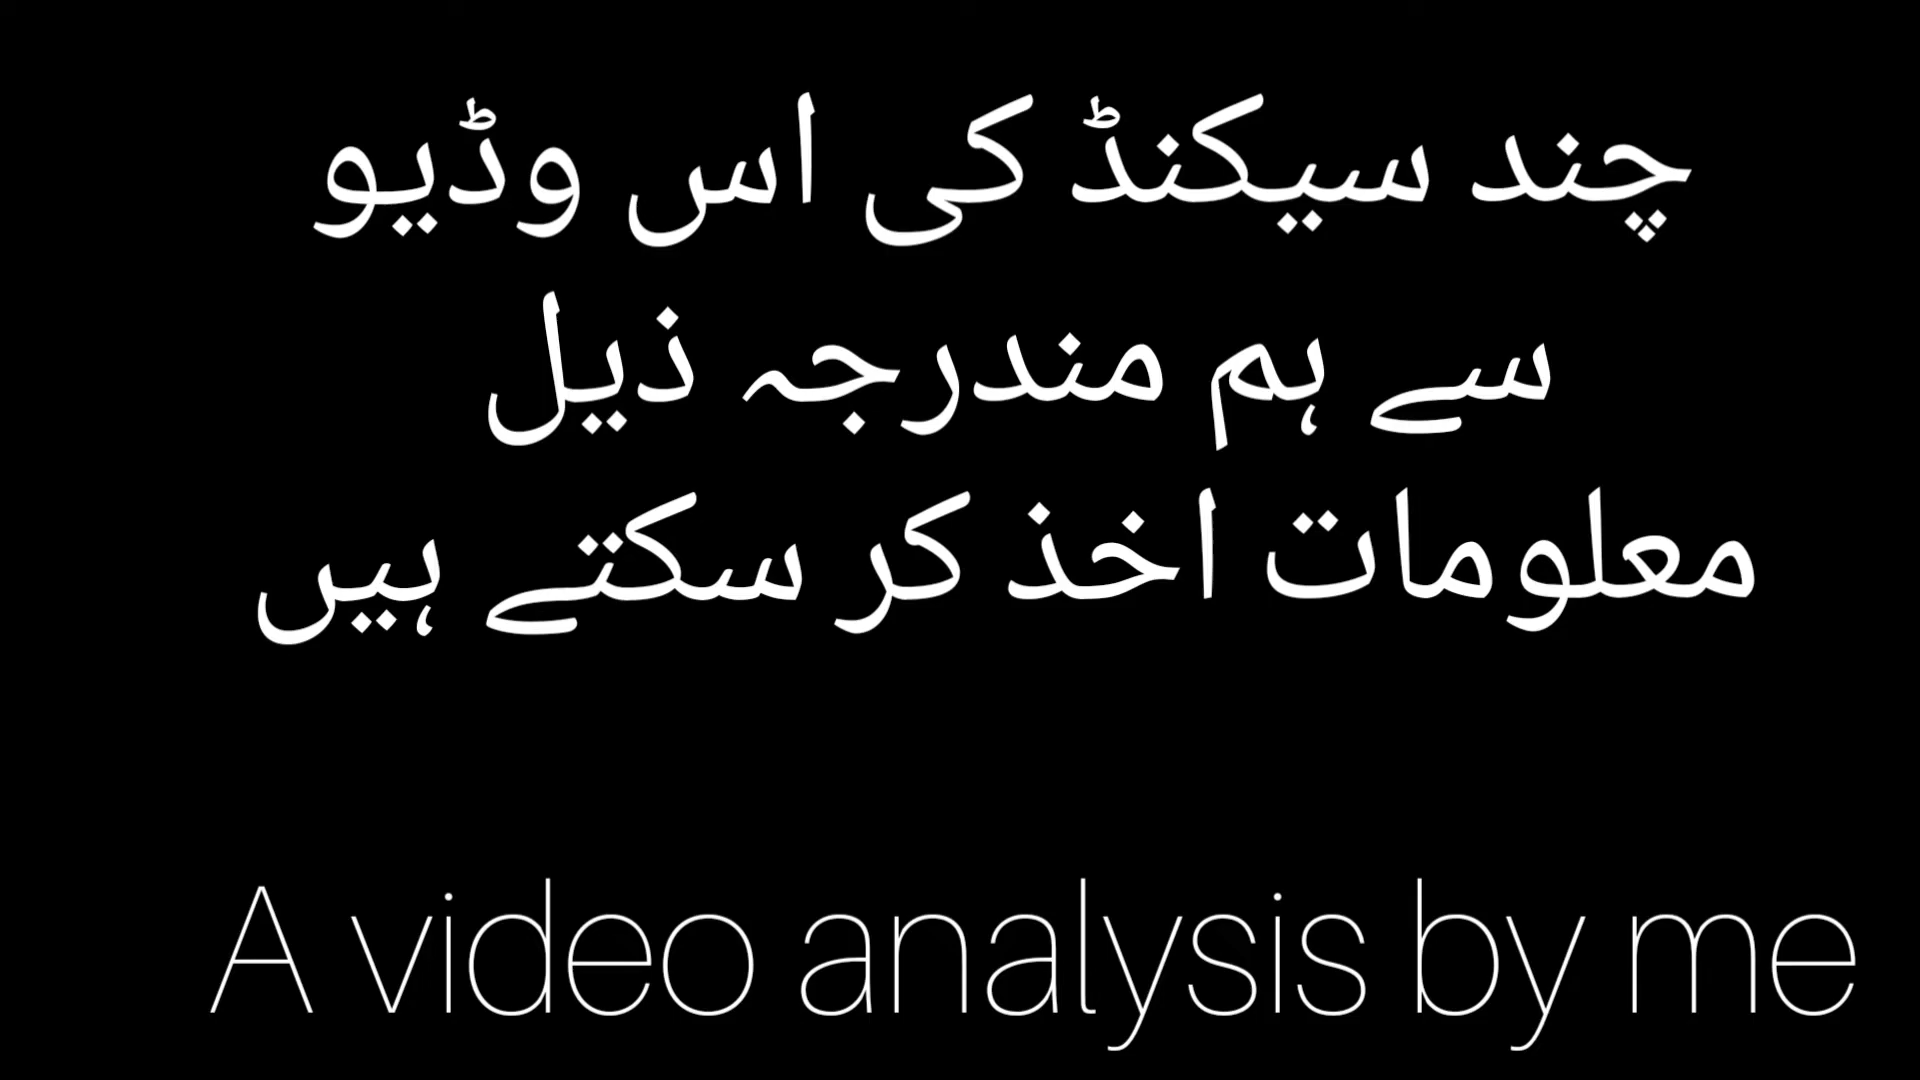 چند سیکنڈ کی اس وڈیو
سے ہم مندرجہ ذیل
معلومات اخذ کر سکتے ہیں
A video analysis by me